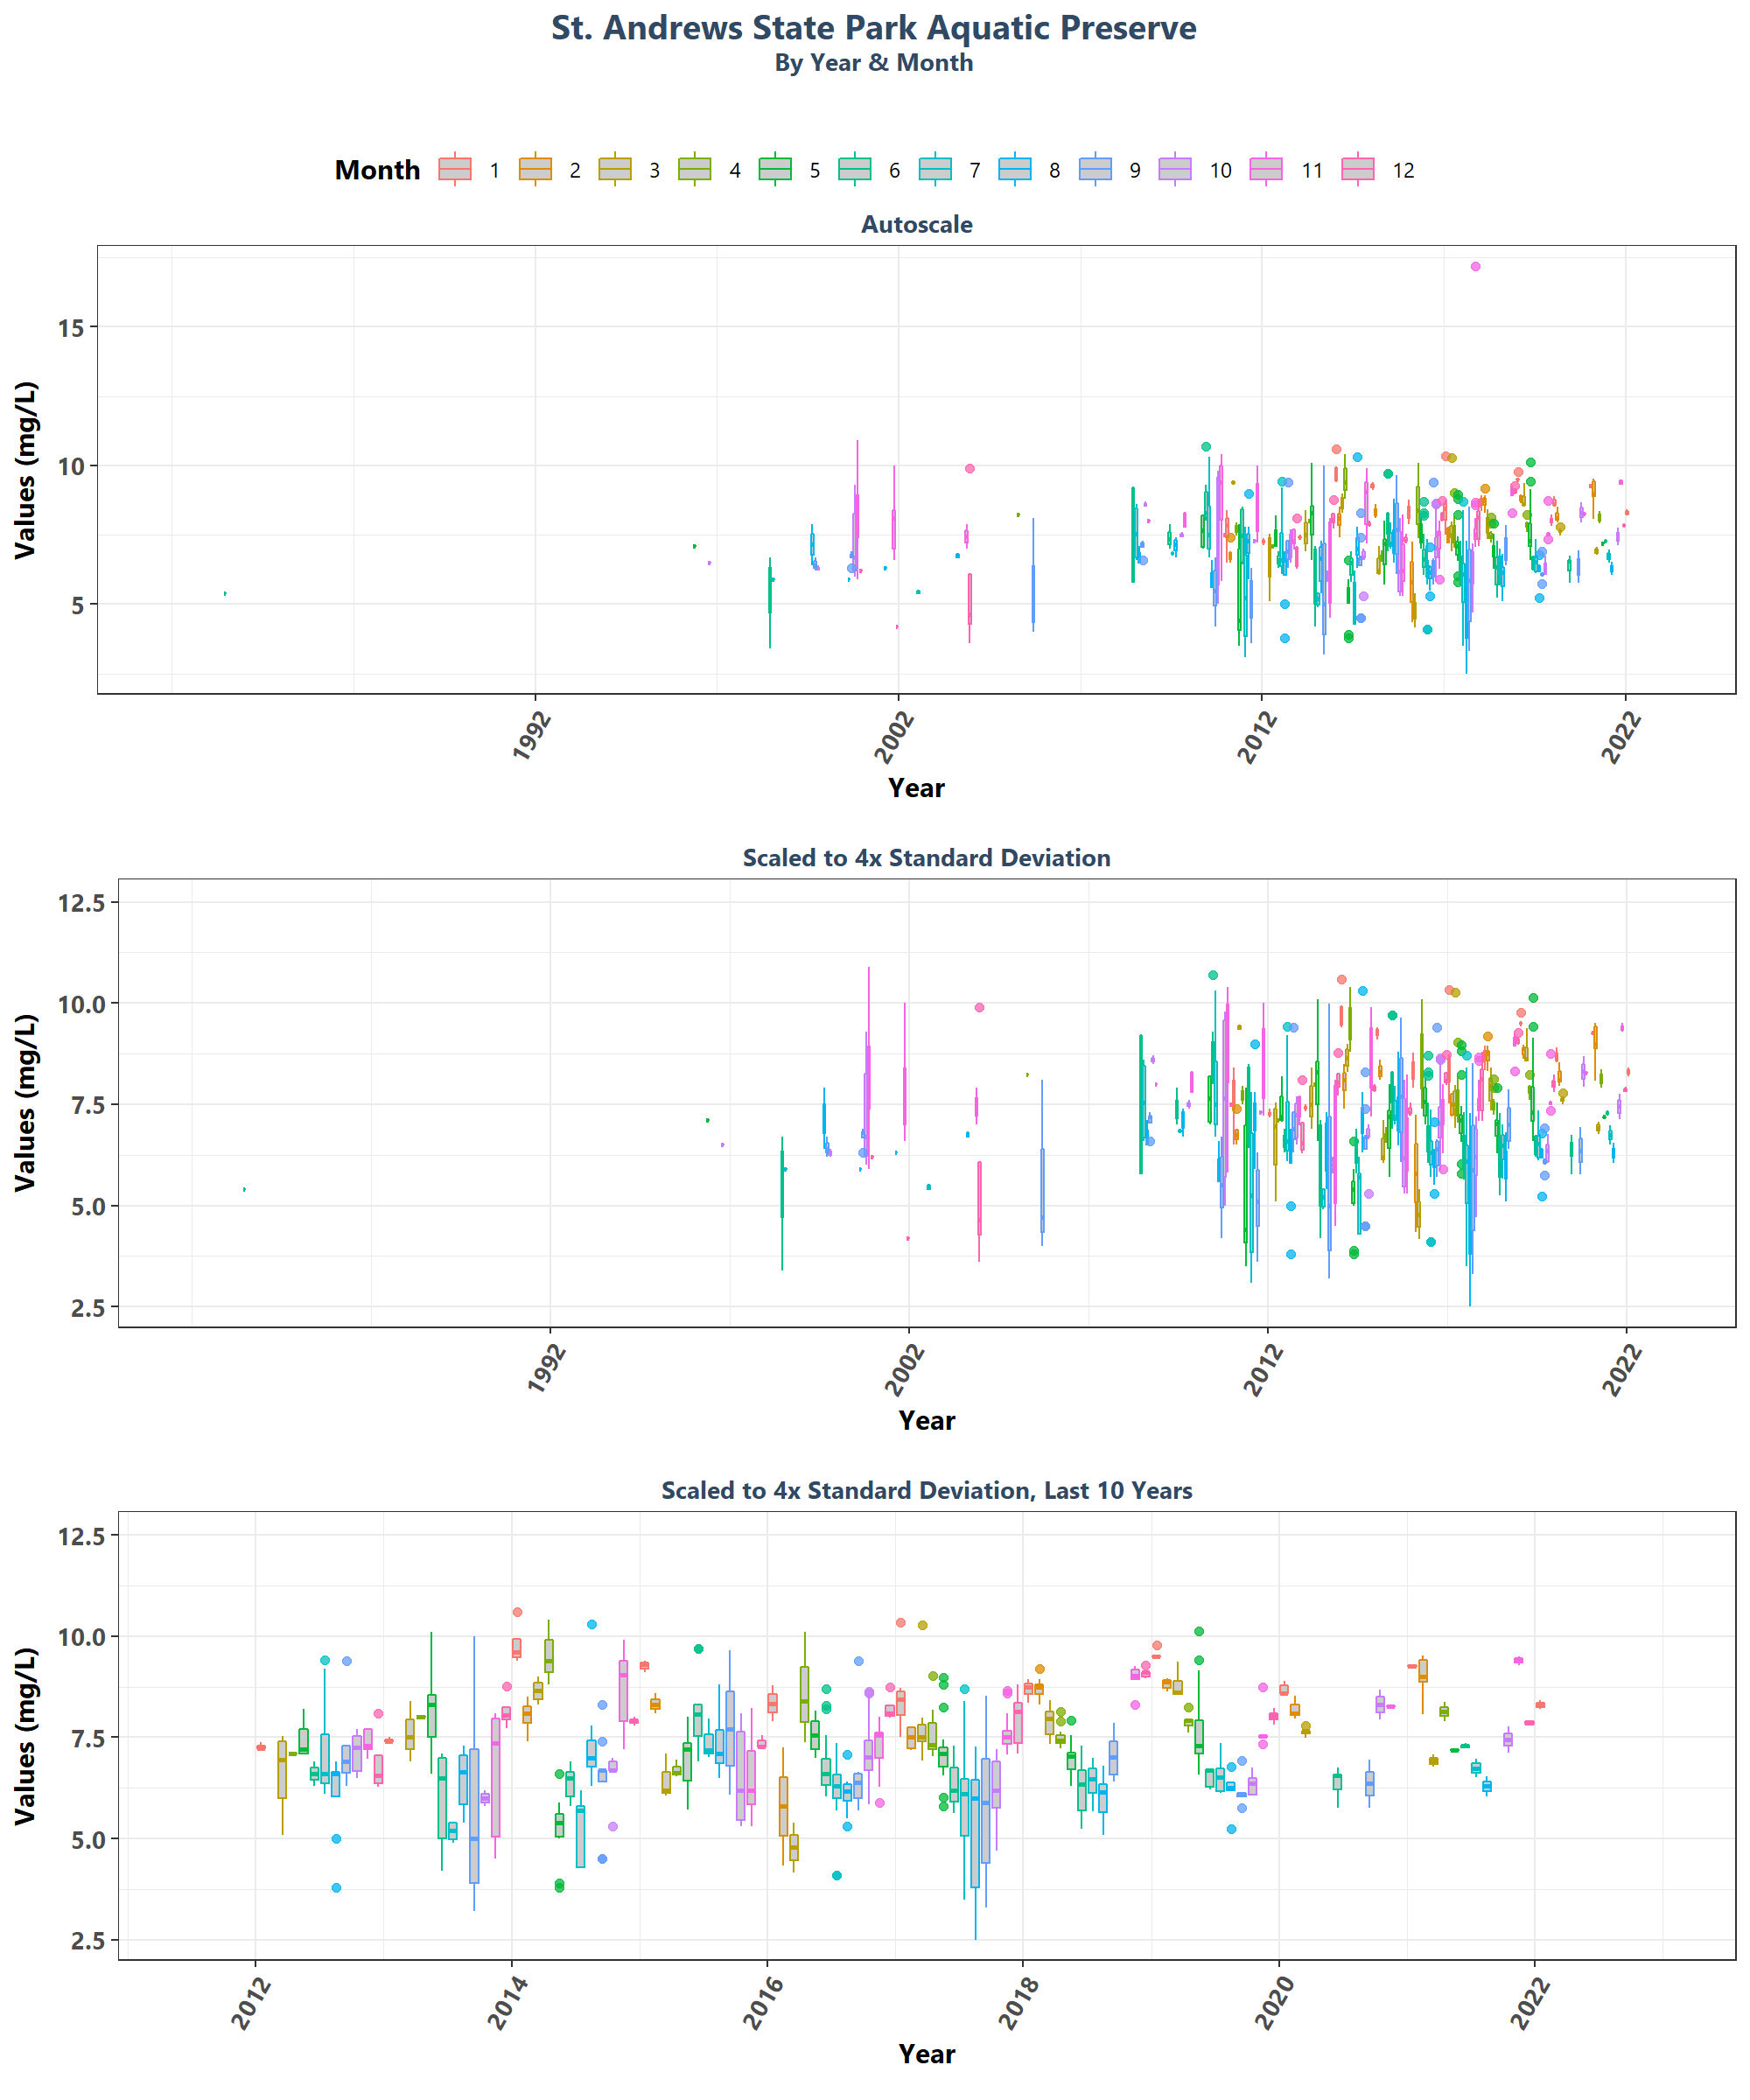 St. Andrews State Park Aquatic Preserve
By Year & Month
Month 1 2 3 4 5 6 7 8 9 10 11 12
Autoscale
Values (mg/L)
15
10
5
1992 2002 2012 2022
Year
Scaled to 4x Standard Deviation
Values (mg/L)
12.5
10.0
7.5
5.0
2.5
1992 2002 2012 2022
Year
Scaled to 4x Standard Deviation, Last 10 Years
Values (mg/L)
12.5
10.0
7.5
5.0
2.5
2012 2014 2016 2018 2020 2022
Year